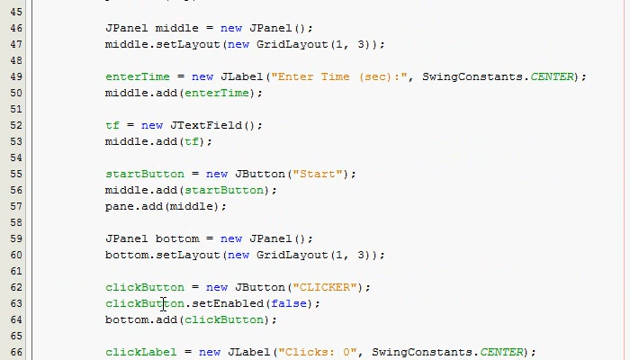 45
46 JPanel middle = new JPanel();
47 middle.setLayout(new GridLayout(1, 3));
48
49 enterTime = new JLabel("Enter Time (sec):", SwingConstants.CENTER);
50 middle.add(enterTime);
51
52 tf = new JTextField();
53 middle.add(tf);
54
55 startButton = new JButton("Start");
56 middle.add(startButton);
57 pane.add(middle);
58
59 JPanel bottom = new JPanel();
60 bottom.setLayout(new GridLayout(1, 3));
61
62 clickButton = new JButton("CLICKER");
63 clickButton.setEnabled(false);
64 bottom.add(clickButton);
65
66 clickLabel = new JLabel("Clicks: 0", SwingConstants.CENTER);